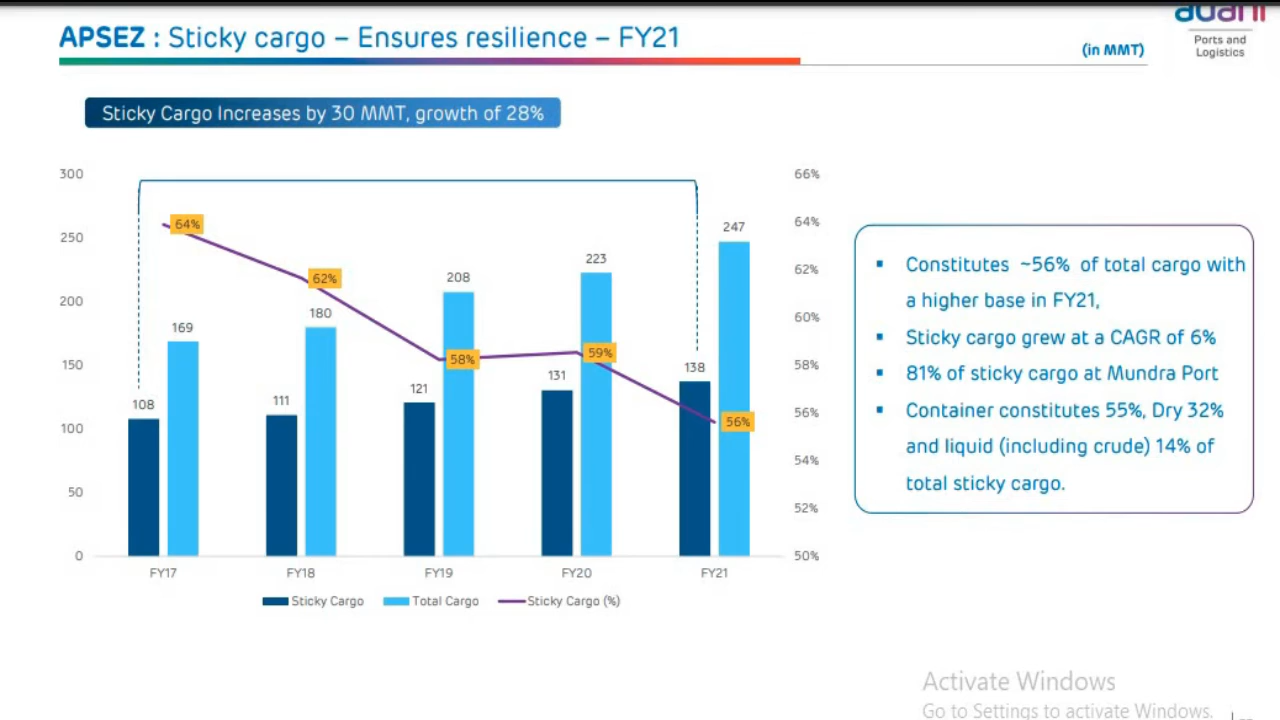 APSEZ : Sticky cargo – Ensures resilience – FY21
(in MMT)
adani
Ports and
Logistics
Sticky Cargo Increases by 30 MMT, growth of 28%
300
250
200
150
100
50
0
66%
64%
62%
60%
58%
56%
54%
52%
50%
64%
62%
58%
59%
56%
108
169
111
180
121
208
131
223
138
247
FY17
FY18
FY19
FY20
FY21
Sticky Cargo
Total Cargo
Sticky Cargo (%)
▪ Constitutes ~56% of total cargo with
a higher base in FY21,
▪ Sticky cargo grew at a CAGR of 6%
▪ 81% of sticky cargo at Mundra Port
▪ Container constitutes 55%, Dry 32%
and liquid (including crude) 14% of
total sticky cargo.
Activate Windows
Go to Settings to activate Windows.